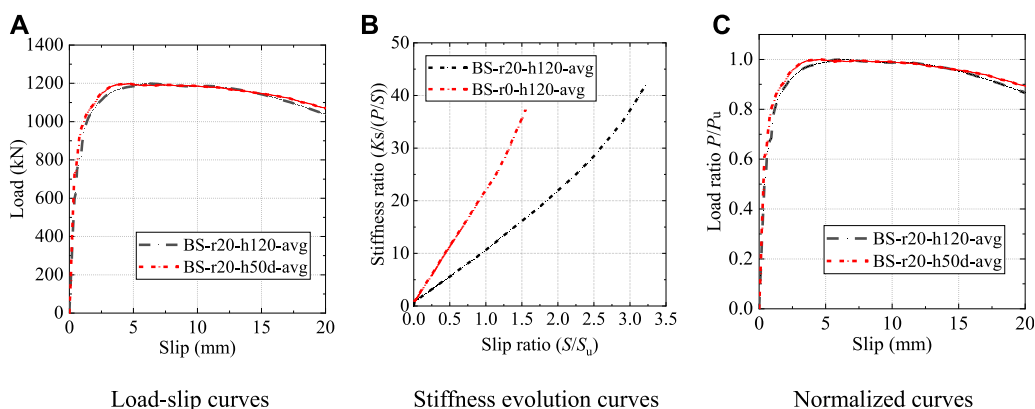 A
Load (kN)
1400
1200
1000
800
600
400
200
0
BS-r20-h120-avg
BS-r20-h50d-avg
0 5 10 15 20
Slip (mm)
Load-slip curves
B
Stiffness ratio (Ks/(P/S))
50
40
30
20
10
0
BS-r20-h120-avg
BS-r0-h120-avg
0.0 0.5 1.0 1.5 2.0 2.5 3.0 3.5
Slip ratio (S/Su)
Stiffness evolution curves
C
Load ratio P/Pu
1.0
0.8
0.6
0.4
0.2
0.0
BS-r20-h120-avg
BS-r20-h50d-avg
0 5 10 15 20
Slip (mm)
Normalized curves